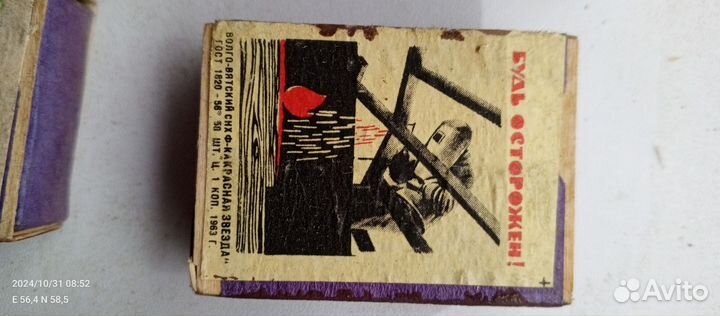 БУДЬ ОСТОРОЖЕН!
ВОЛГО-ВЯТСКИЙ СНХ Ф-КА „КРАСНАЯ ЗВЕЗДА“
ГОСТ 1820-56* 50 ШТ. Ц. 1 КОП. 1963 Г.
2024/10/31 08:52
E 56,4 N 58,5
Avito